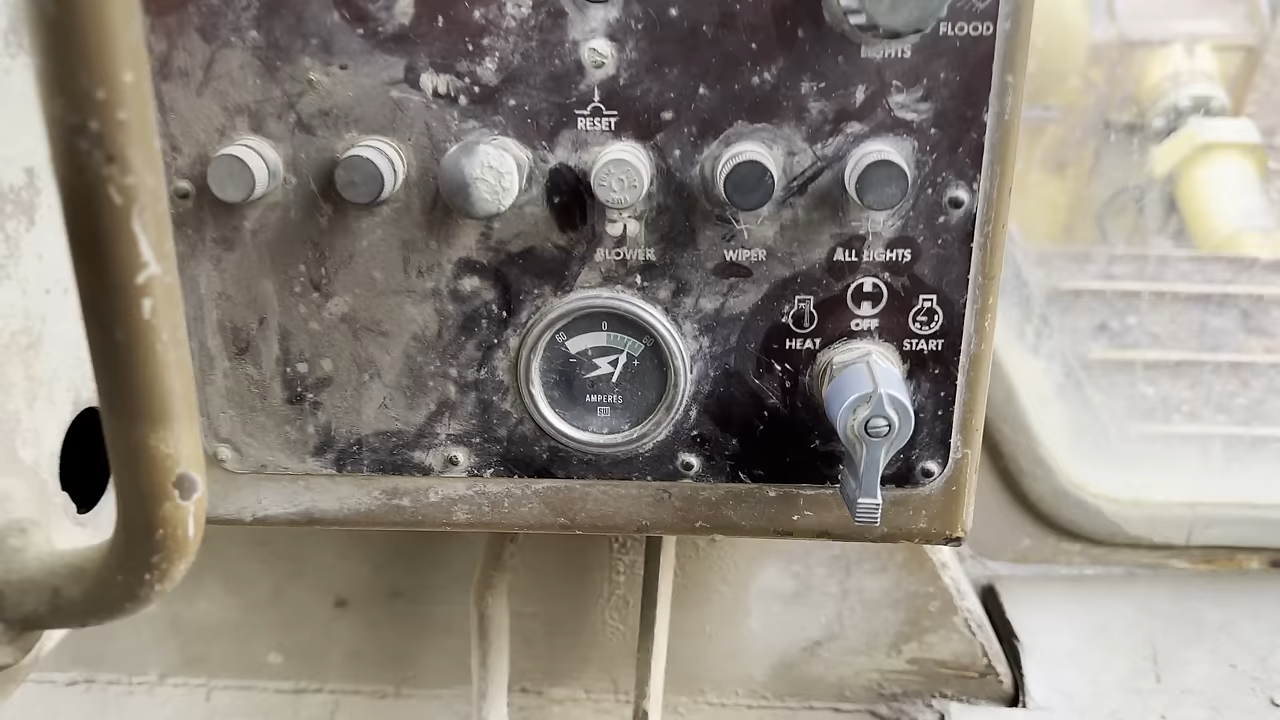 FLOOD
LIGHTS
RESET
BLOWER
WIPER
ALL LIGHTS
OFF
HEAT
START
60 0 60
- +
AMPERES
SW